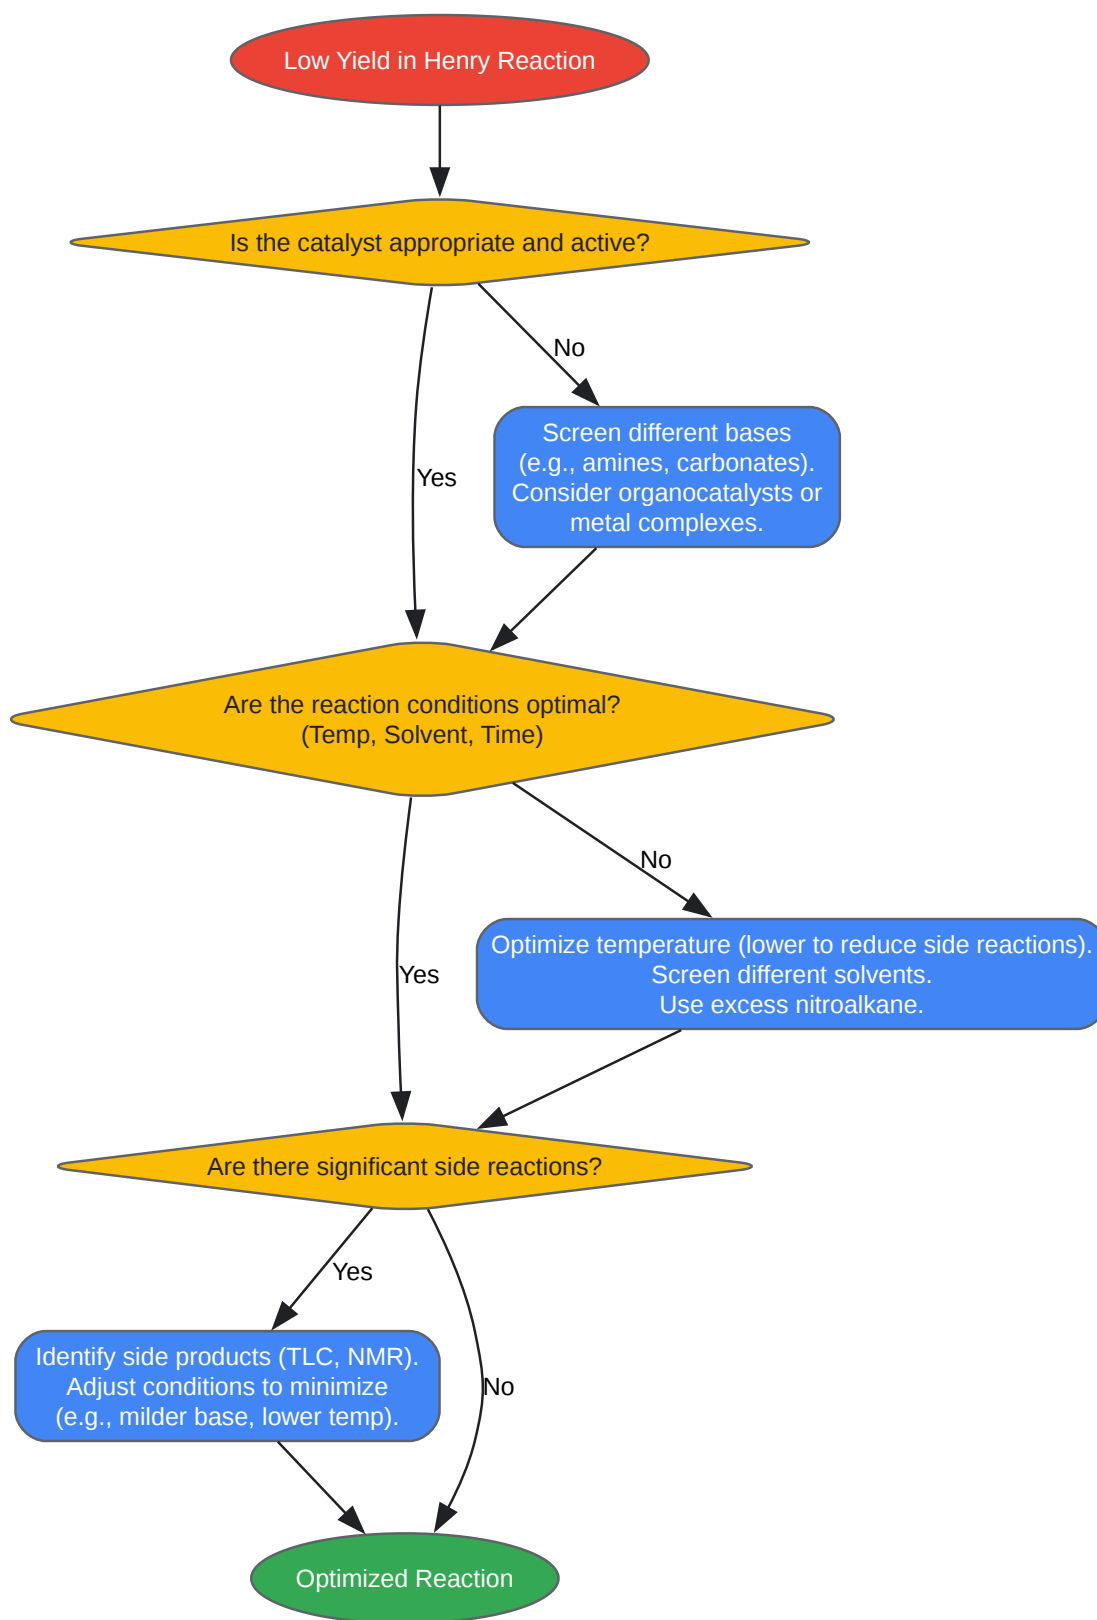 Low Yield in Henry Reaction
Is the catalyst appropriate and active?
No
Screen different bases
(e.g., amines, carbonates).
Consider organocatalysts or
metal complexes.
Yes
Are the reaction conditions optimal?
(Temp, Solvent, Time)
No
Optimize temperature (lower to reduce side reactions).
Screen different solvents.
Use excess nitroalkane.
Yes
Are there significant side reactions?
Yes
Identify side products (TLC, NMR).
Adjust conditions to minimize
(e.g., milder base, lower temp).
No
Optimized Reaction